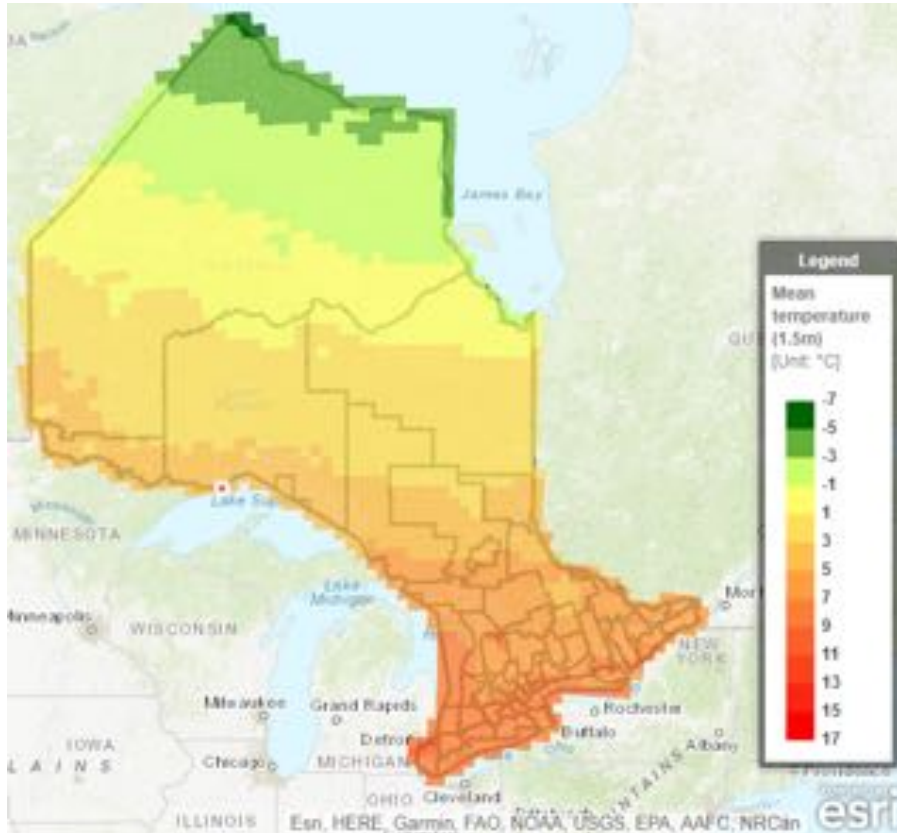 James Bay
Legend
Mean
temperature
(1.5m)
[Unit: °C]
-7
-5
-3
-1
1
3
5
7
9
11
13
15
17
Lake Su
MINNESOTA
Lake
Michigan
Minneapolis
WISCONSIN
NEW
YORK
Milwaukee
Grand Rapids
Rochester
Detroit
Buffalo
Albany
IOWA
Chicago
MICHIGAN
LAINS
OHIO
Cleveland
ILLINOIS
Esri, HERE, Garmin, FAO, NOAA, USGS, EPA, AAFC, NRCan
esri